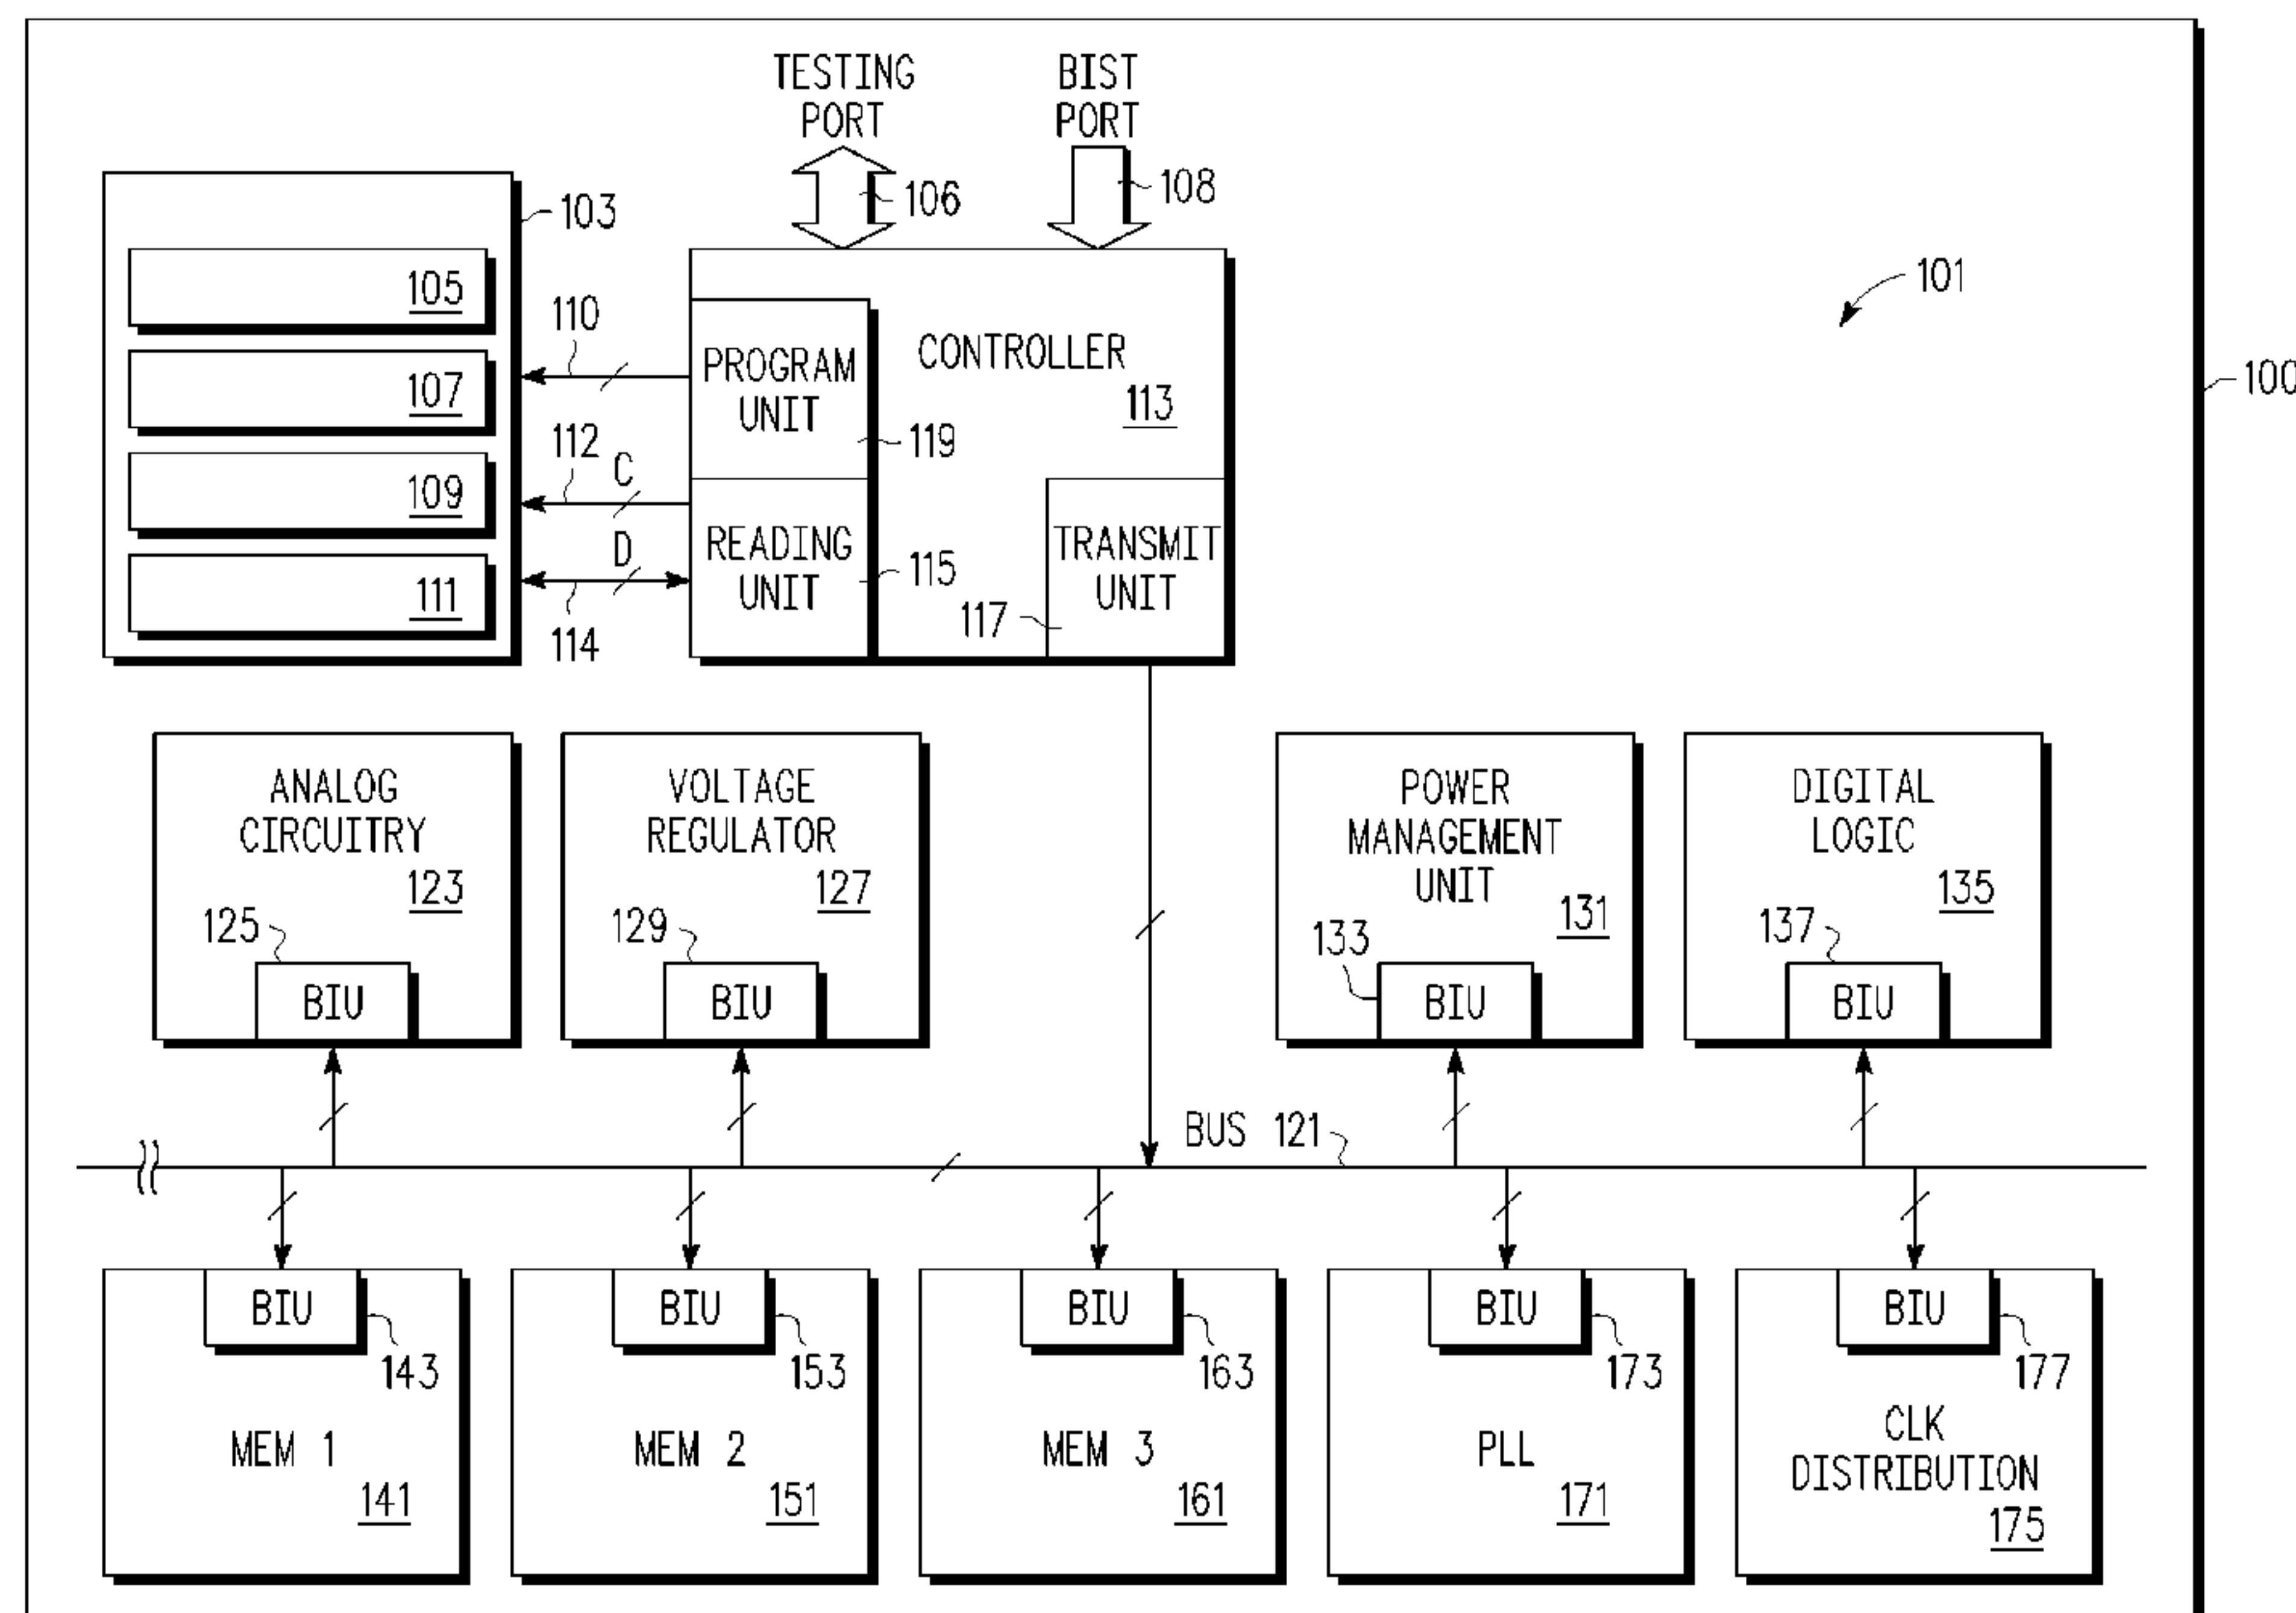 TESTING
PORT
BIST
PORT
106
108
103
101
105
110
107
PROGRAM
UNIT
CONTROLLER
113
100
112
C
119
109
READING
UNIT
D
115
TRANSMIT
UNIT
117
111
114
ANALOG
CIRCUITRY
123
125
BIU
VOLTAGE
REGULATOR
127
129
BIU
POWER
MANAGEMENT
UNIT
131
133
BIU
DIGITAL
LOGIC
135
137
BIU
BUS 121
BIU
143
MEM 1
141
BIU
153
MEM 2
151
BIU
163
MEM 3
161
BIU
173
PLL
171
BIU
177
CLK
DISTRIBUTION
175